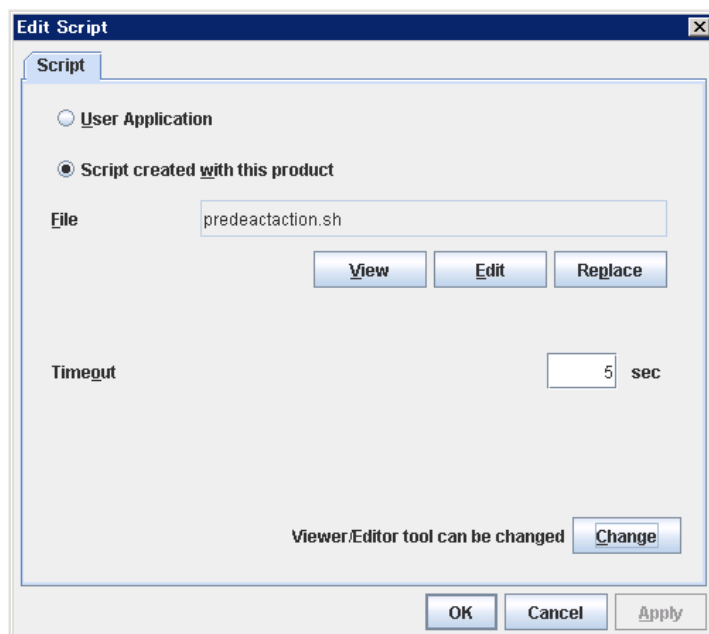 Edit Script
Script
User Application
Script created with this product
File predeactaction.sh
View Edit Replace
Timeout 5 sec
Viewer/Editor tool can be changed Change
OK Cancel Apply